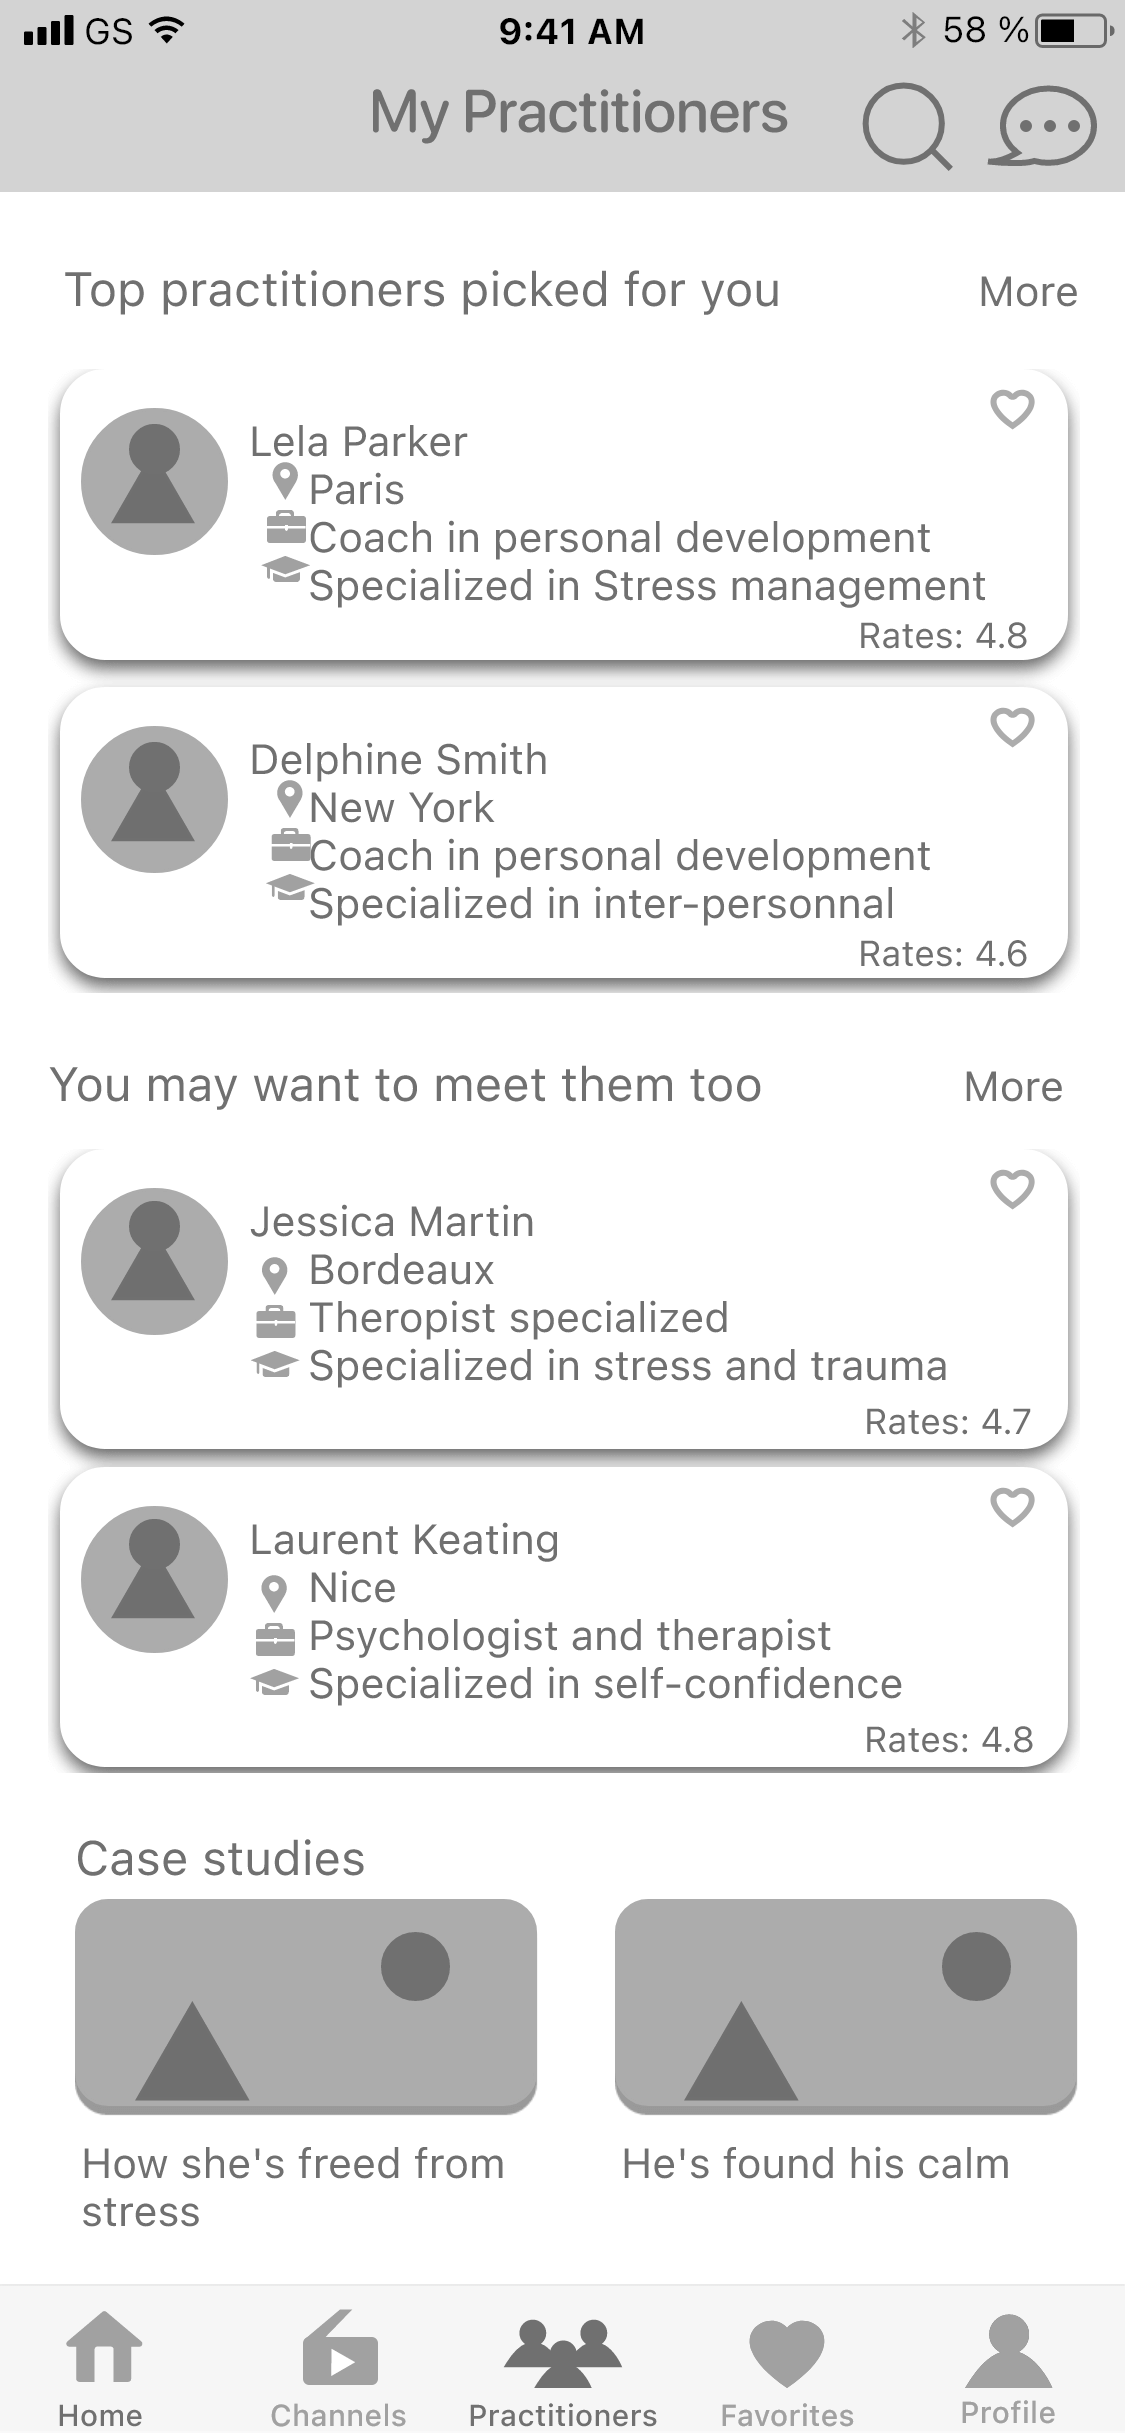 GS 9:41 AM 58 %
My Practitioners
Top practitioners picked for you More
Lela Parker
Paris
Coach in personal development
Specialized in Stress management
Rates: 4.8
Delphine Smith
New York
Coach in personal development
Specialized in inter-personnal
Rates: 4.6
You may want to meet them too More
Jessica Martin
Bordeaux
Theropist specialized
Specialized in stress and trauma
Rates: 4.7
Laurent Keating
Nice
Psychologist and therapist
Specialized in self-confidence
Rates: 4.8
Case studies
How she's freed from
stress
He's found his calm
Home Channels Practitioners Favorites Profile